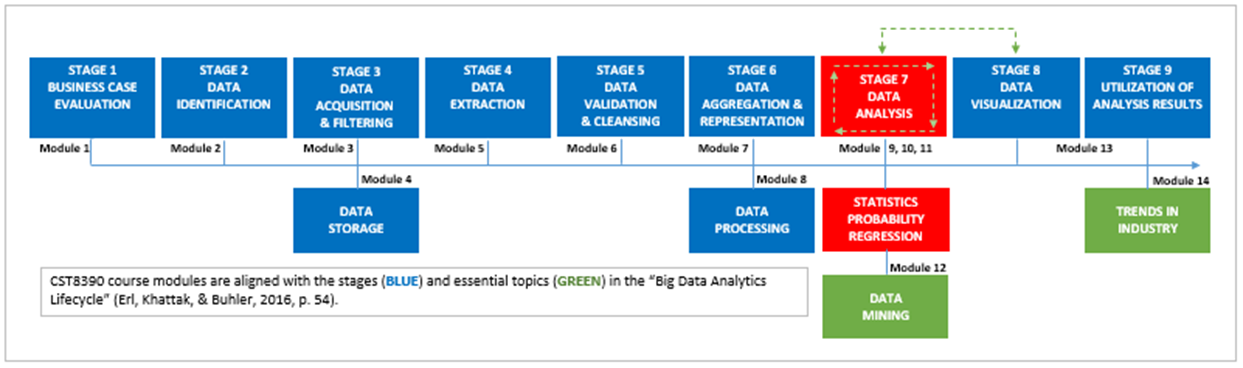 STAGE 1
BUSINESS CASE
EVALUATION
STAGE 2
DATA
IDENTIFICATION
STAGE 3
DATA
ACQUISITION
& FILTERING
STAGE 4
DATA
EXTRACTION
STAGE 5
DATA
VALIDATION
& CLEANSING
STAGE 6
DATA
AGGREGATION &
REPRESENTATION
STAGE 7
DATA
ANALYSIS
STAGE 8
DATA
VISUALIZATION
STAGE 9
UTILIZATION OF
ANALYSIS RESULTS
Module 1
Module 2
Module 3
Module 5
Module 6
Module 7
Module 9, 10, 11
Module 13
Module 4
Module 8
Module 14
DATA
STORAGE
DATA
PROCESSING
STATISTICS
PROBABILITY
REGRESSION
TRENDS IN
INDUSTRY
Module 12
DATA
MINING
CST8390 course modules are aligned with the stages (BLUE) and essential topics (GREEN) in the “Big Data Analytics
Lifecycle” (Erl, Khattak, & Buhler, 2016, p. 54).